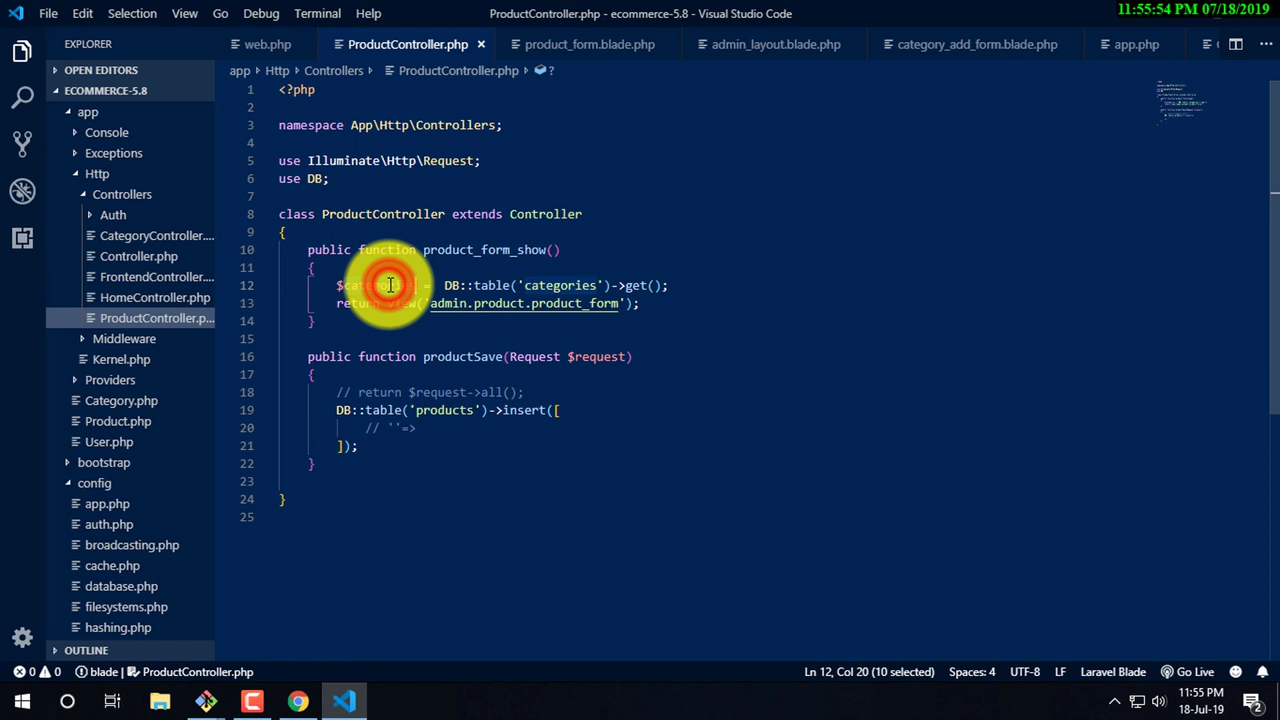 11:55:54 PM 07/18/2019
File Edit Selection View Go Debug Terminal Help
ProductController.php - ecommerce-5.8 - Visual Studio Code
EXPLORER
OPEN EDITORS
ECOMMERCE-5.8
app
Console
Exceptions
Http
Controllers
Auth
CategoryController....
Controller.php
FrontendController....
HomeController.php
ProductController.p...
Middleware
Kernel.php
Providers
Category.php
Product.php
User.php
bootstrap
config
app.php
auth.php
broadcasting.php
cache.php
database.php
filesystems.php
hashing.php
OUTLINE
web.php ProductController.php product_form.blade.php admin_layout.blade.php category_add_form.blade.php app.php
app Http Controllers ProductController.php ?
1 <?php
2
3 namespace App\Http\Controllers;
4
5 use Illuminate\Http\Request;
6 use DB;
7
8 class ProductController extends Controller
9 {
10 public function product_form_show()
11 {
12 $categories = DB::table('categories')->get();
13 return view('admin.product.product_form');
14 }
15
16 public function productSave(Request $request)
17 {
18 // return $request->all();
19 DB::table('products')->insert([
20 // ''=>
21 ]);
22 }
23
24 }
25
0 0 blade ProductController.php Ln 12, Col 20 (10 selected) Spaces: 4 UTF-8 LF Laravel Blade Go Live
11:55 PM
18-Jul-19
2